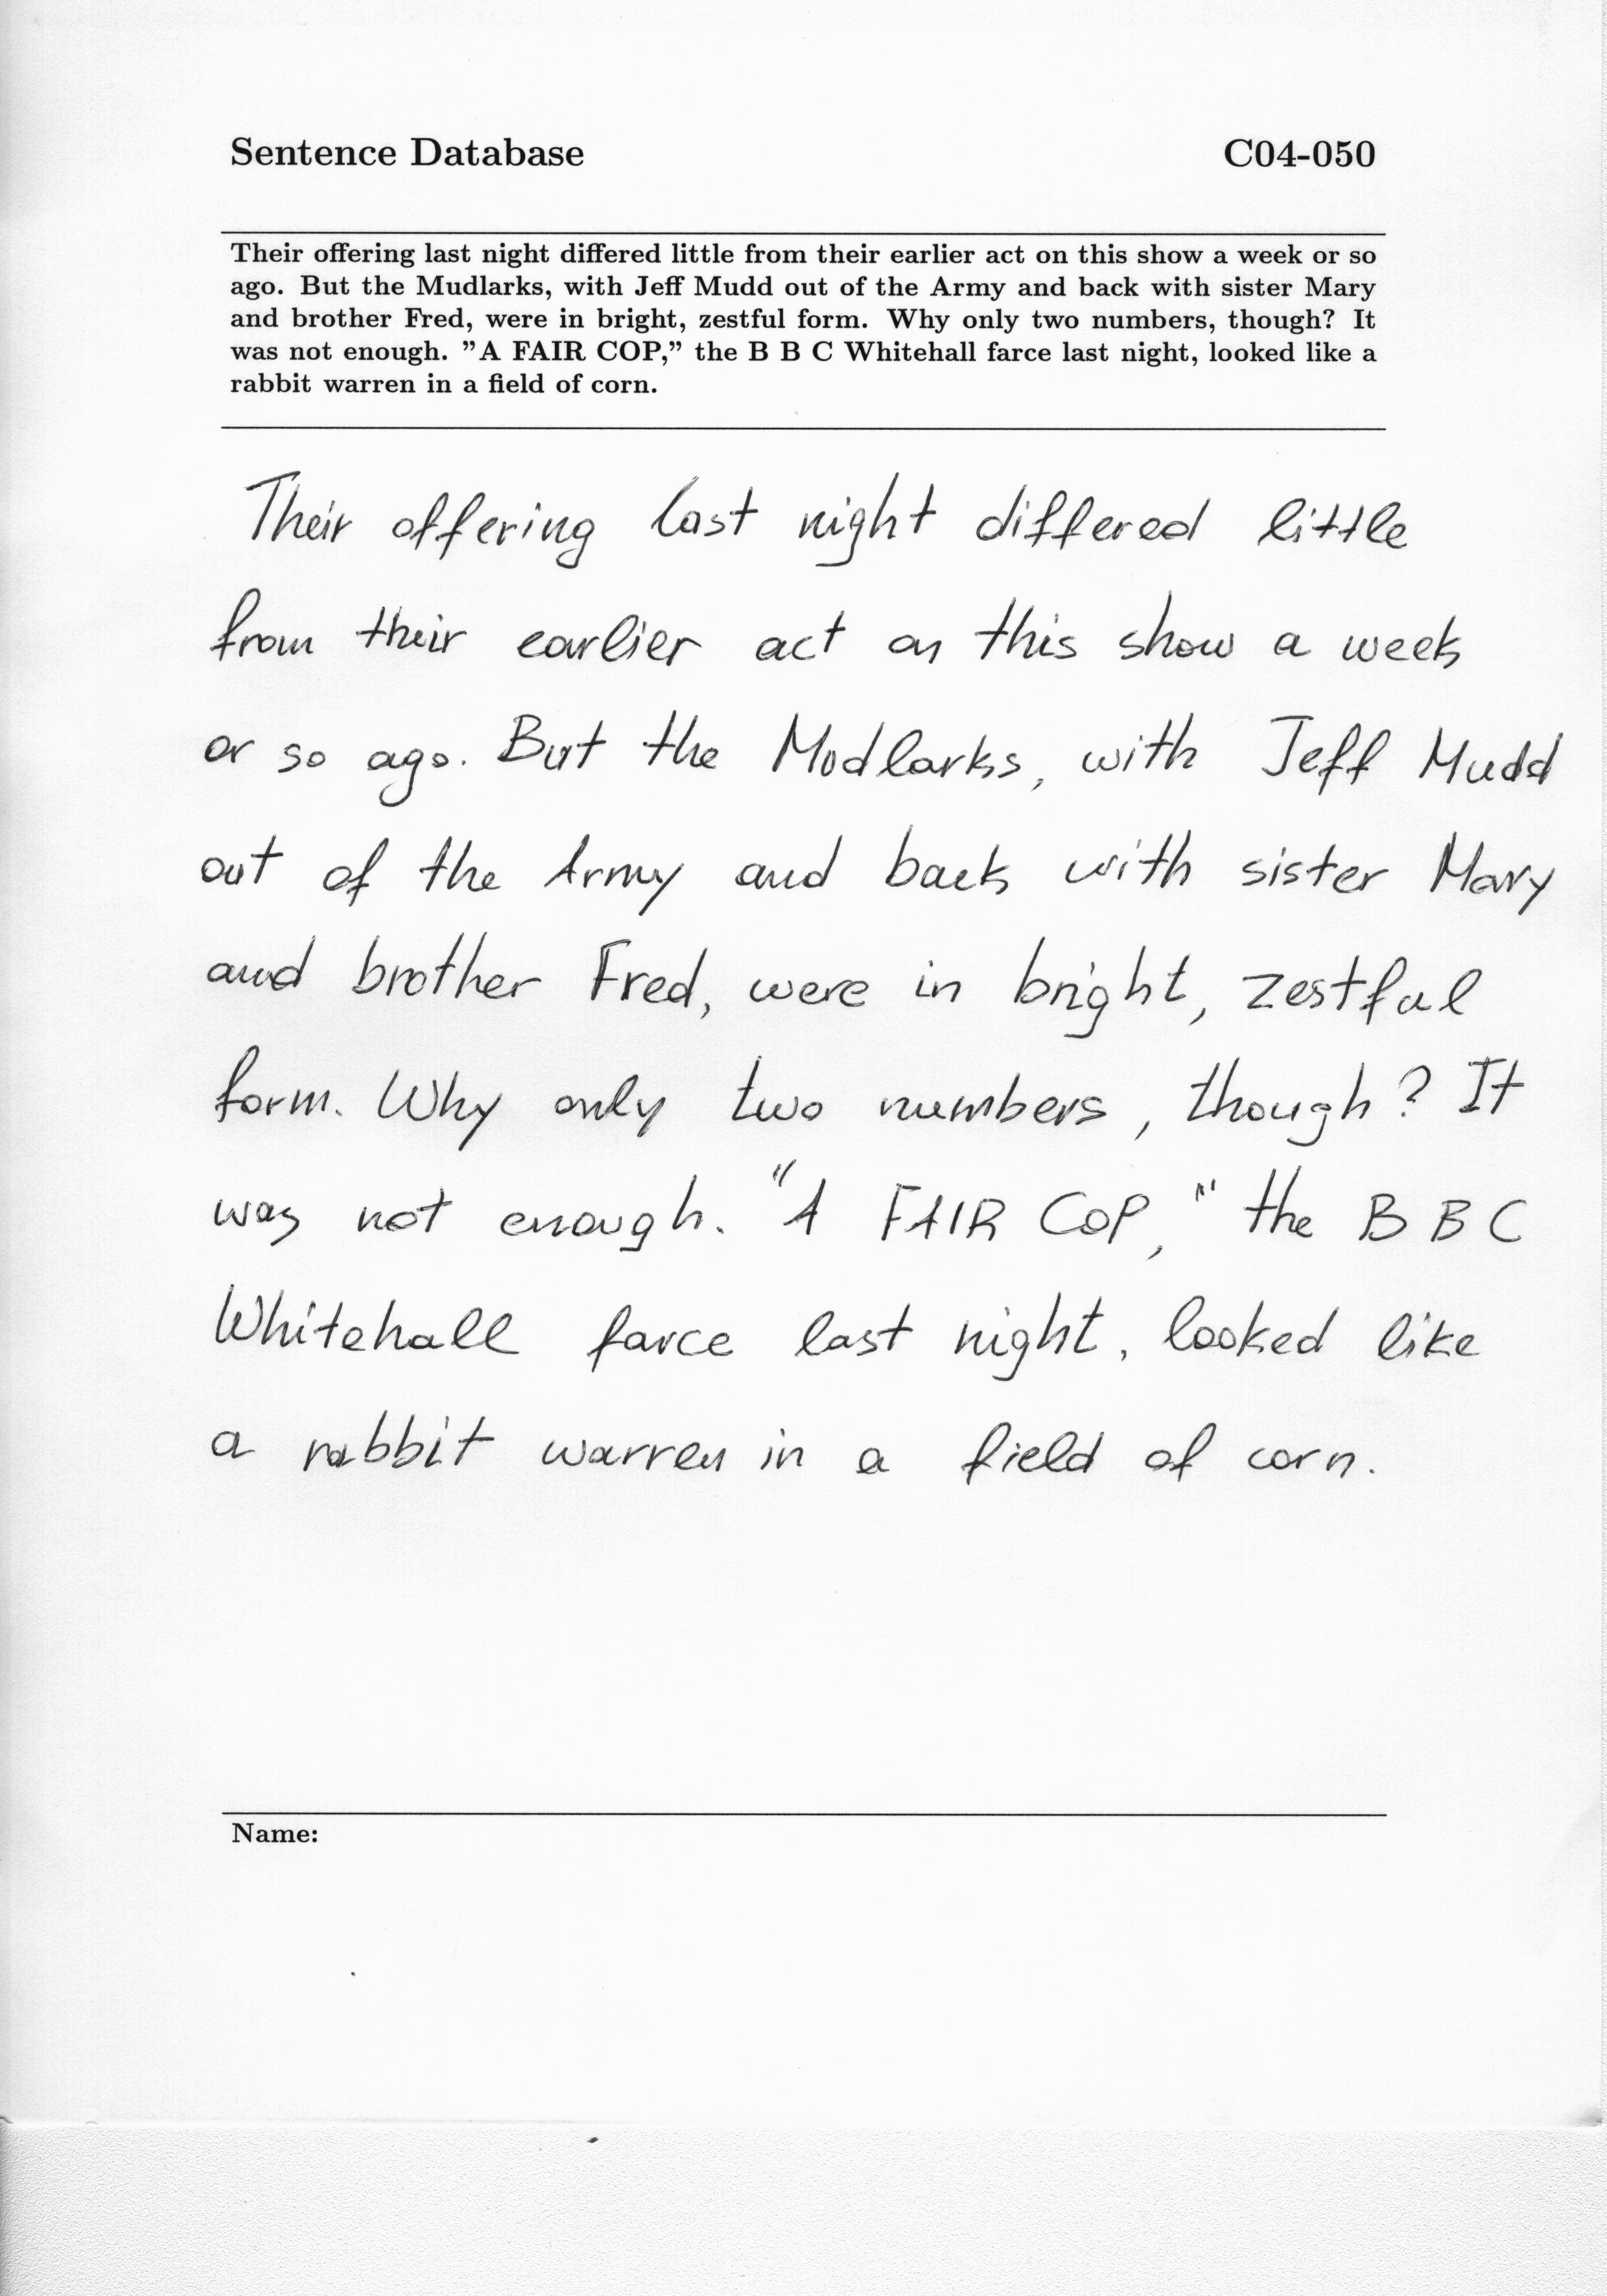 Sentence Database C04-050
Their offering last night differed little from their earlier act on this show a week or so
ago. But the Mudlarks, with Jeff Mudd out of the Army and back with sister Mary
and brother Fred, were in bright, zestful form. Why only two numbers, though? It
was not enough. "A FAIR COP," the B B C Whitehall farce last night, looked like a
rabbit warren in a field of corn.
Their offering last night differed little
from their earlier act on this show a week
or so ago. But the Modlarks, with Jeff Mudd
out of the Army and back with sister Mary
and brother Fred, were in bright, zestful
form. Why only two numbers, though? It
was not enough. "A FAIR COP," the B B C
Whitehall farce last night, looked like
a rabbit warren in a field of corn.
Name: